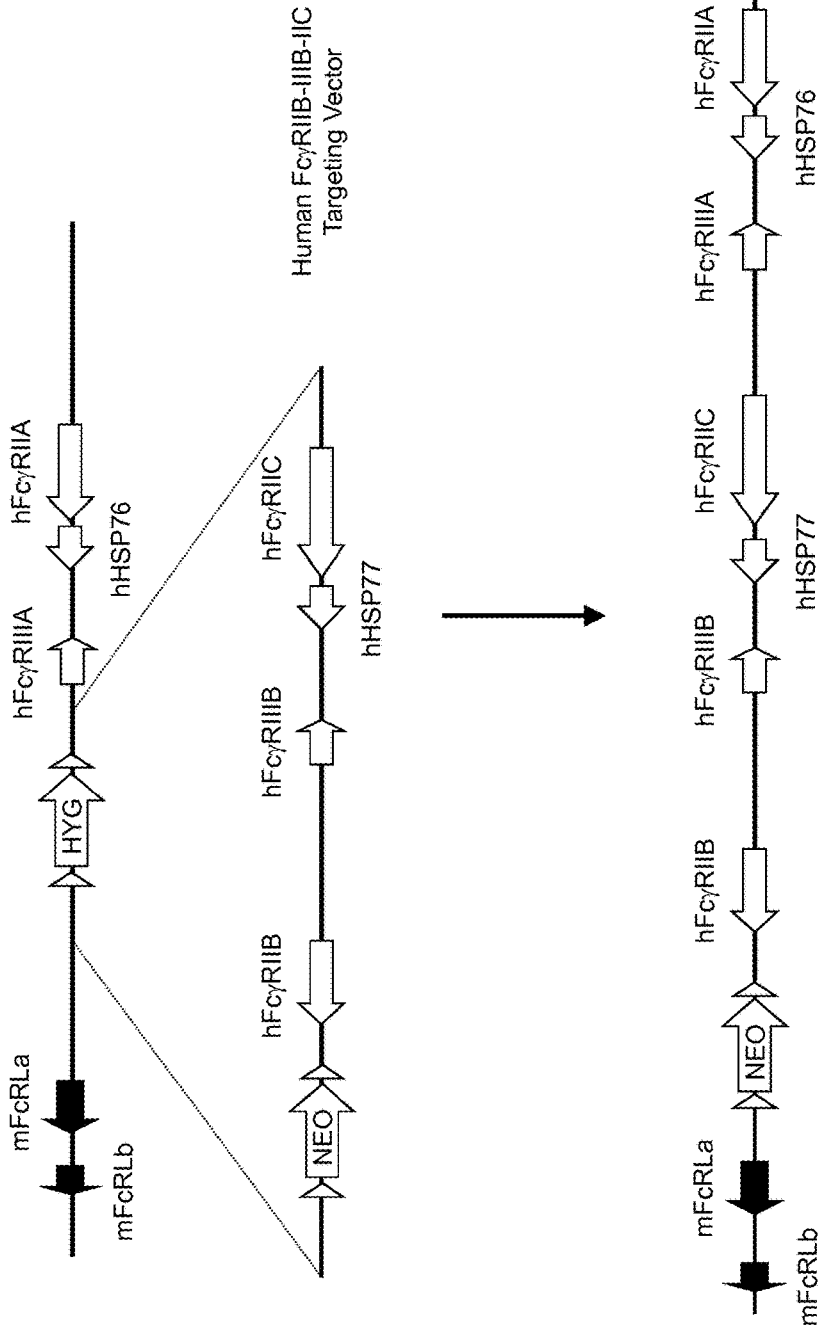 mFcRLa
mFcRLb
HYG
hFcγRIIIA
hHSP76
hFcγRIIA
Human FcγRIIB-IIIB-IIC
Targeting Vector
NEO
hFcγRIIB
hFcγRIIIB
hHSP77
hFcγRIIC
mFcRLb
mFcRLa
NEO
hFcγRIIB
hFcγRIIIB
hHSP77
hFcγRIIC
hFcγRIIIA
hHSP76
hFcγRIIA